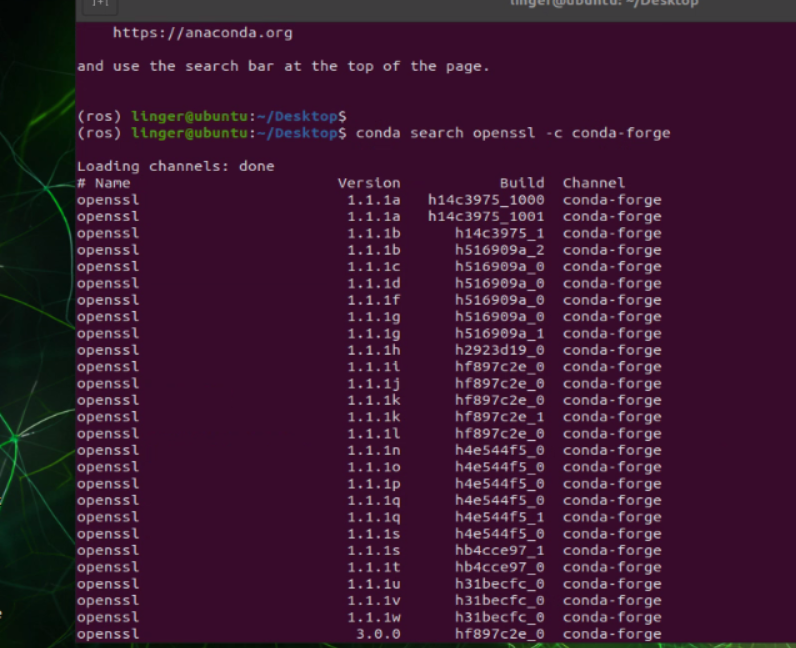 linger@ubuntu: ~/Desktop
https://anaconda.org
and use the search bar at the top of the page.
(ros) linger@ubuntu:~/Desktop$
(ros) linger@ubuntu:~/Desktop$ conda search openssl -c conda-forge
Loading channels: done
# Name Version Build Channel
openssl 1.1.1a h14c3975_1000 conda-forge
openssl 1.1.1a h14c3975_1001 conda-forge
openssl 1.1.1b h14c3975_1 conda-forge
openssl 1.1.1b h516909a_2 conda-forge
openssl 1.1.1c h516909a_0 conda-forge
openssl 1.1.1d h516909a_0 conda-forge
openssl 1.1.1f h516909a_0 conda-forge
openssl 1.1.1g h516909a_0 conda-forge
openssl 1.1.1g h516909a_1 conda-forge
openssl 1.1.1h h2923d19_0 conda-forge
openssl 1.1.1i hf897c2e_0 conda-forge
openssl 1.1.1j hf897c2e_0 conda-forge
openssl 1.1.1k hf897c2e_0 conda-forge
openssl 1.1.1k hf897c2e_1 conda-forge
openssl 1.1.1l hf897c2e_0 conda-forge
openssl 1.1.1n h4e544f5_0 conda-forge
openssl 1.1.1o h4e544f5_0 conda-forge
openssl 1.1.1p h4e544f5_0 conda-forge
openssl 1.1.1q h4e544f5_0 conda-forge
openssl 1.1.1q h4e544f5_1 conda-forge
openssl 1.1.1s h4e544f5_0 conda-forge
openssl 1.1.1s hb4cce97_1 conda-forge
openssl 1.1.1t hb4cce97_0 conda-forge
openssl 1.1.1u h31becfc_0 conda-forge
openssl 1.1.1v h31becfc_0 conda-forge
openssl 1.1.1w h31becfc_0 conda-forge
openssl 3.0.0 hf897c2e_0 conda-forge